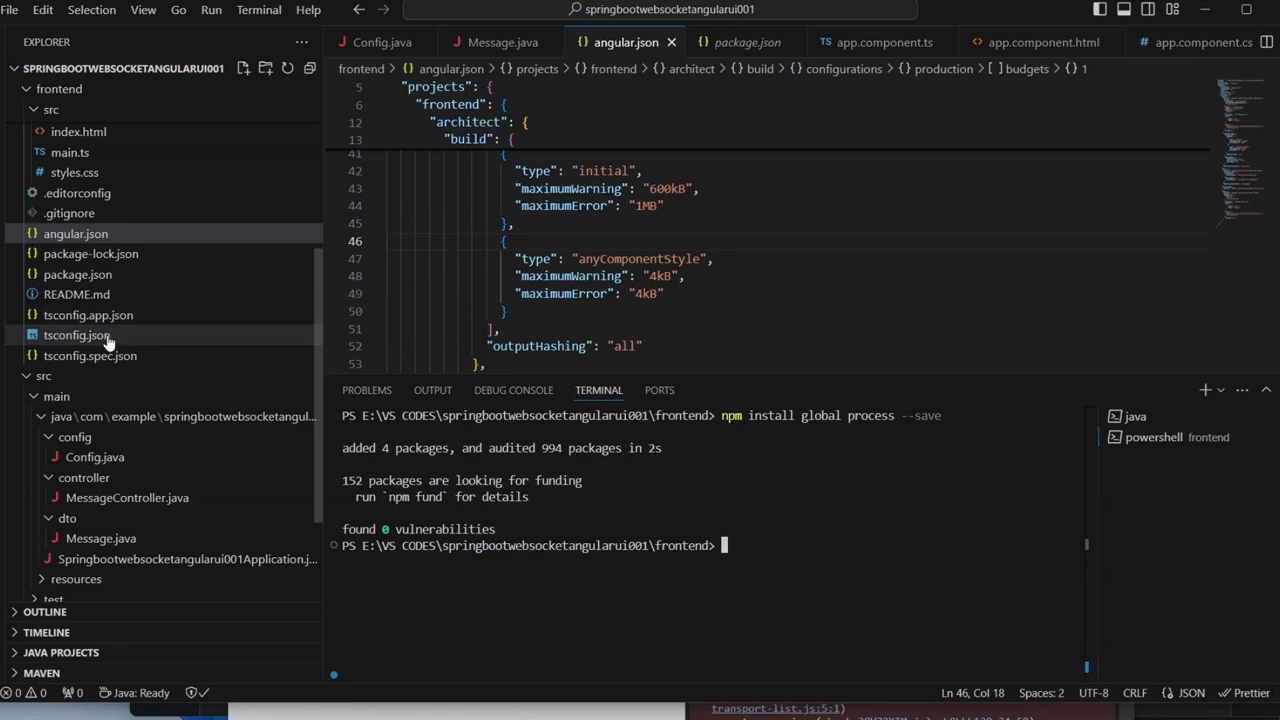 File Edit Selection View Go Run Terminal Help
springbootwebsocketangularui001
EXPLORER
SPRINGBOOTWEBSOCKETANGULARUI001
frontend
src
index.html
main.ts
styles.css
.editorconfig
.gitignore
angular.json
package-lock.json
package.json
README.md
tsconfig.app.json
tsconfig.json
tsconfig.spec.json
src
main
java\com\example\springbootwebsocketangul...
config
Config.java
controller
MessageController.java
dto
Message.java
Springbootwebsocketangularui001Application.j...
resources
test
OUTLINE
TIMELINE
JAVA PROJECTS
MAVEN
Config.java Message.java angular.json package.json app.component.ts app.component.html app.component.cs
frontend > angular.json > projects > frontend > architect > build > configurations > production > budgets > 1
5 "projects": {
6 "frontend": {
12 "architect": {
13 "build": {
41 {
42 "type": "initial",
43 "maximumWarning": "600kB",
44 "maximumError": "1MB"
45 },
46 {
47 "type": "anyComponentStyle",
48 "maximumWarning": "4kB",
49 "maximumError": "4kB"
50 }
51 ],
52 "outputHashing": "all"
53 },
PROBLEMS OUTPUT DEBUG CONSOLE TERMINAL PORTS
PS E:\VS CODES\springbootwebsocketangularui001\frontend> npm install global process --save
added 4 packages, and audited 994 packages in 2s
152 packages are looking for funding
run `npm fund` for details
found 0 vulnerabilities
PS E:\VS CODES\springbootwebsocketangularui001\frontend>
java
powershell frontend
0 0 0 Java: Ready Ln 46, Col 18 Spaces: 2 UTF-8 CRLF JSON Prettier
transport-list.js:5:1)